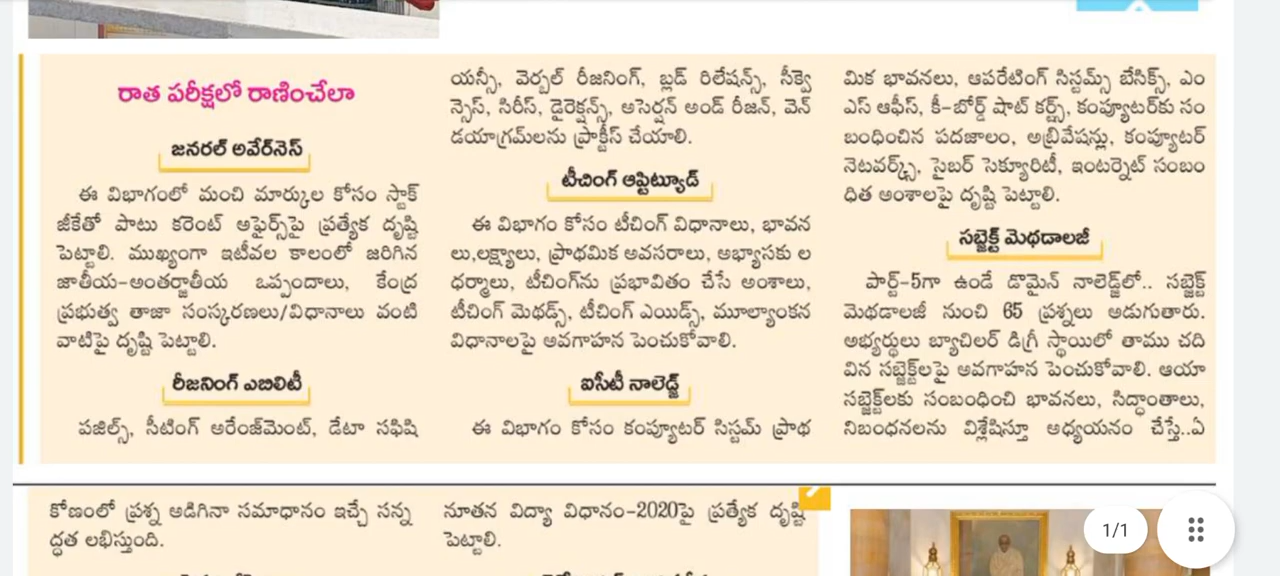 రాత పరీక్షలో రాణించేలా
జనరల్ అవేర్‌నెస్
ఈ విభాగంలో మంచి మార్కుల కోసం స్టాక్
జీకేతో పాటు కరెంట్ అఫైర్స్‌పై ప్రత్యేక దృష్టి
పెట్టాలి. ముఖ్యంగా ఇటీవల కాలంలో జరిగిన
జాతీయ-అంతర్జాతీయ ఒప్పందాలు, కేంద్ర
ప్రభుత్వ తాజా సంస్కరణలు/విధానాలు వంటి
వాటిపై దృష్టి పెట్టాలి.
రీజనింగ్ ఎబిలిటీ
పజిల్స్, సీటింగ్ అరేంజ్‌మెంట్, డేటా సఫిషి
యన్సీ, వెర్బల్ రీజనింగ్, బ్లడ్ రిలేషన్స్, సీక్వె
న్సెస్, సిరీస్, డైరెక్షన్స్, అసెర్షన్ అండ్ రీజన్, వెన్
డయాగ్రమ్‌లను ప్రాక్టీస్ చేయాలి.
టీచింగ్ ఆప్టిట్యూడ్
ఈ విభాగం కోసం టీచింగ్ విధానాలు, భావన
లు,లక్ష్యాలు, ప్రాథమిక అవసరాలు, అభ్యాసకు ల
ధర్మాలు, టీచింగ్‌ను ప్రభావితం చేసే అంశాలు,
టీచింగ్ మెథడ్స్, టీచింగ్ ఎయిడ్స్, మూల్యాంకన
విధానాలపై అవగాహన పెంచుకోవాలి.
ఐసీటీ నాలెడ్జ్
ఈ విభాగం కోసం కంప్యూటర్ సిస్టమ్ ప్రాథ
మిక భావనలు, ఆపరేటింగ్ సిస్టమ్స్ బేసిక్స్, ఎం
ఎస్ ఆఫీస్, కీ-బోర్డ్ షాట్ కర్ట్స్, కంప్యూటర్‌కు సం
బంధించిన పదజాలం, అబ్రివేషన్లు, కంప్యూటర్
నెటవర్క్స్, సైబర్ సెక్యూరిటీ, ఇంటర్నెట్ సంబం
ధిత అంశాలపై దృష్టి పెట్టాలి.
సబ్జెక్ట్ మెథడాలజీ
పార్ట్-5గా ఉండే డొమైన్ నాలెడ్జ్‌లో.. సబ్జెక్ట్
మెథడాలజీ నుంచి 65 ప్రశ్నలు అడుగుతారు.
అభ్యర్థులు బ్యాచిలర్ డిగ్రీ స్థాయిలో తాము చది
విన సబ్జెక్ట్‌లపై అవగాహన పెంచుకోవాలి. ఆయా
సబ్జెక్ట్‌లకు సంబంధించి భావనలు, సిద్ధాంతాలు,
నిబంధనలను విశ్లేషిస్తూ అధ్యయనం చేస్తే..ఏ
కోణంలో ప్రశ్న అడిగినా సమాధానం ఇచ్చే సన్న
ద్ధత లభిస్తుంది.
నూతన విద్యా విధానం-2020పై ప్రత్యేక దృష్టి
పెట్టాలి.
1/1